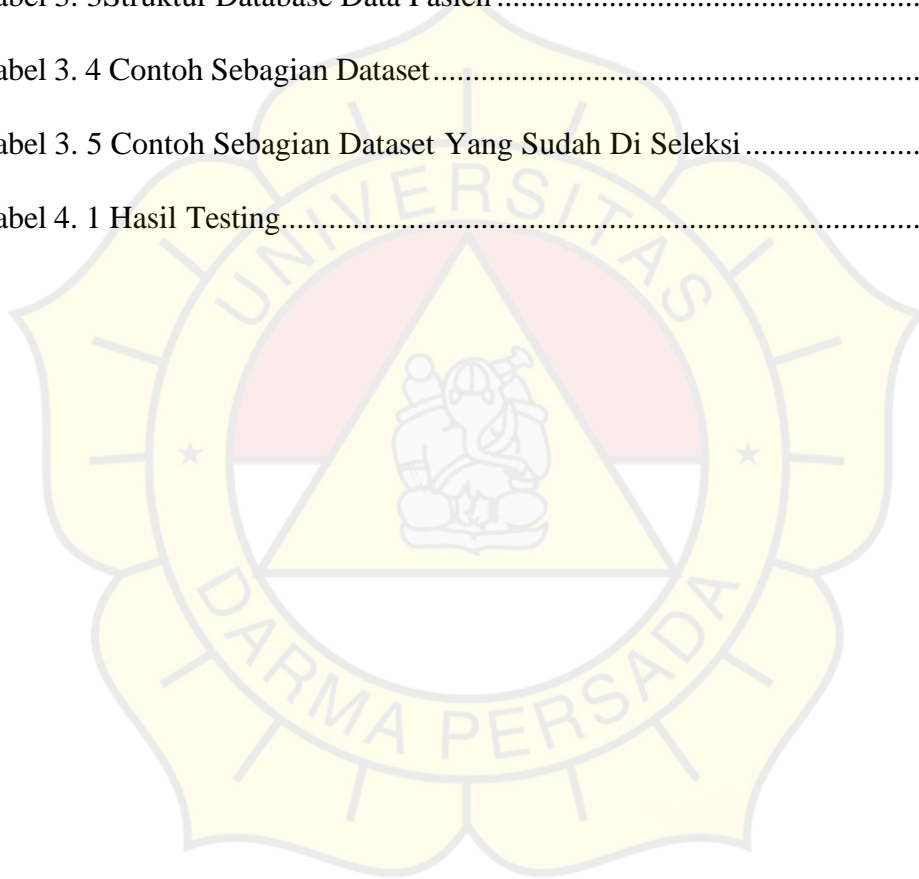 abel 3. 3Struktur Database Data Pasien........................................................
abel 3. 4 Contoh Sebagian Dataset................................................................
abel 3. 5 Contoh Sebagian Dataset Yang Sudah Di Seleksi......................
abel 4. 1 Hasil Testing..................................................................................
UNIVERSITAS
DARMA PERSADA